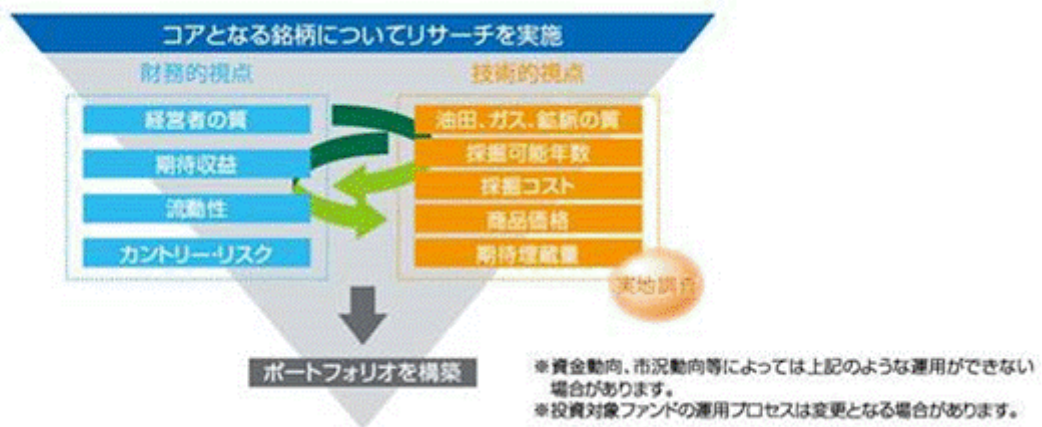 コアとなる銘柄についてリサーチを実施
財務的視点
経営者の質
期待収益
流動性
カントリー・リスク
技術的視点
油田、ガス、鉱脈の質
採掘可能年数
採掘コスト
商品価格
期待埋蔵量
実地調査
ポートフォリオを構築
※資金動向、市況動向等によっては上記のような運用ができない
場合があります。
※投資対象ファンドの運用プロセスは変更となる場合があります。